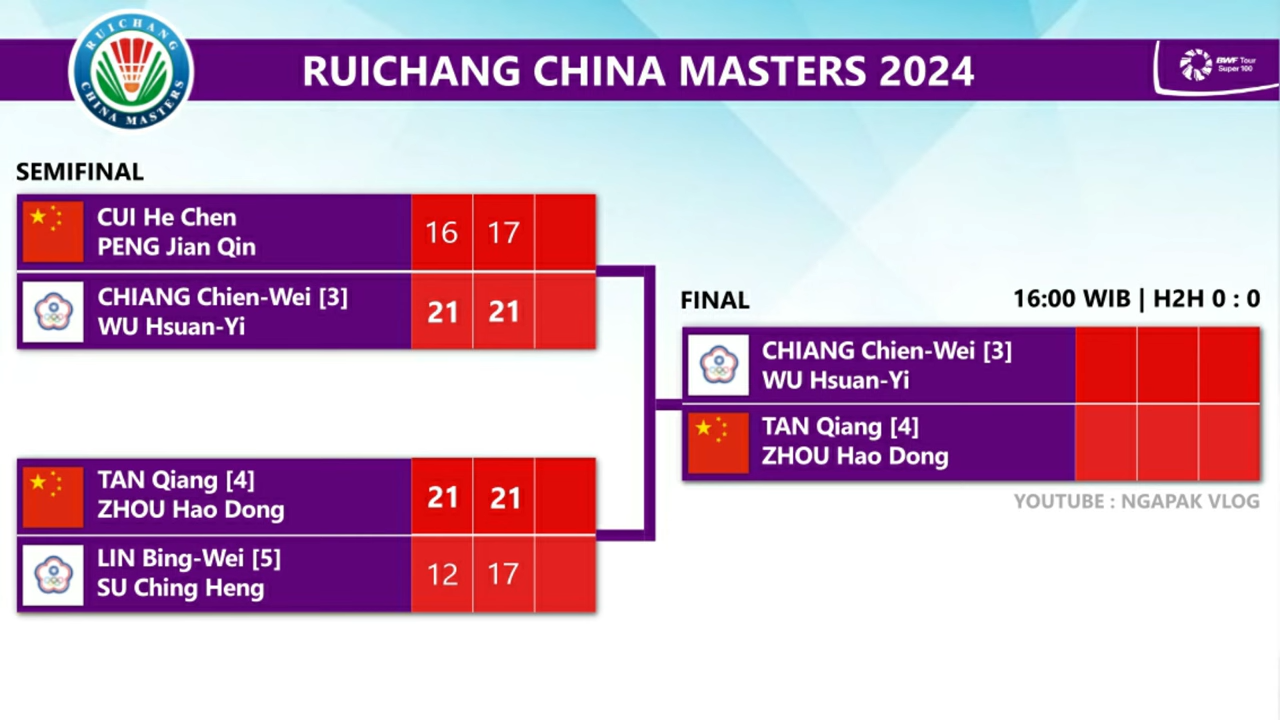 RUICHANG
CHINA MASTERS
RUICHANG CHINA MASTERS 2024
BWF Tour
Super 100
SEMIFINAL
CUI He Chen 16 17
PENG Jian Qin
CHIANG Chien-Wei [3] 21 21
WU Hsuan-Yi
FINAL 16:00 WIB | H2H 0 : 0
CHIANG Chien-Wei [3]
WU Hsuan-Yi
TAN Qiang [4]
ZHOU Hao Dong
TAN Qiang [4] 21 21
ZHOU Hao Dong
YOUTUBE : NGAPAK VLOG
LIN Bing-Wei [5] 12 17
SU Ching Heng